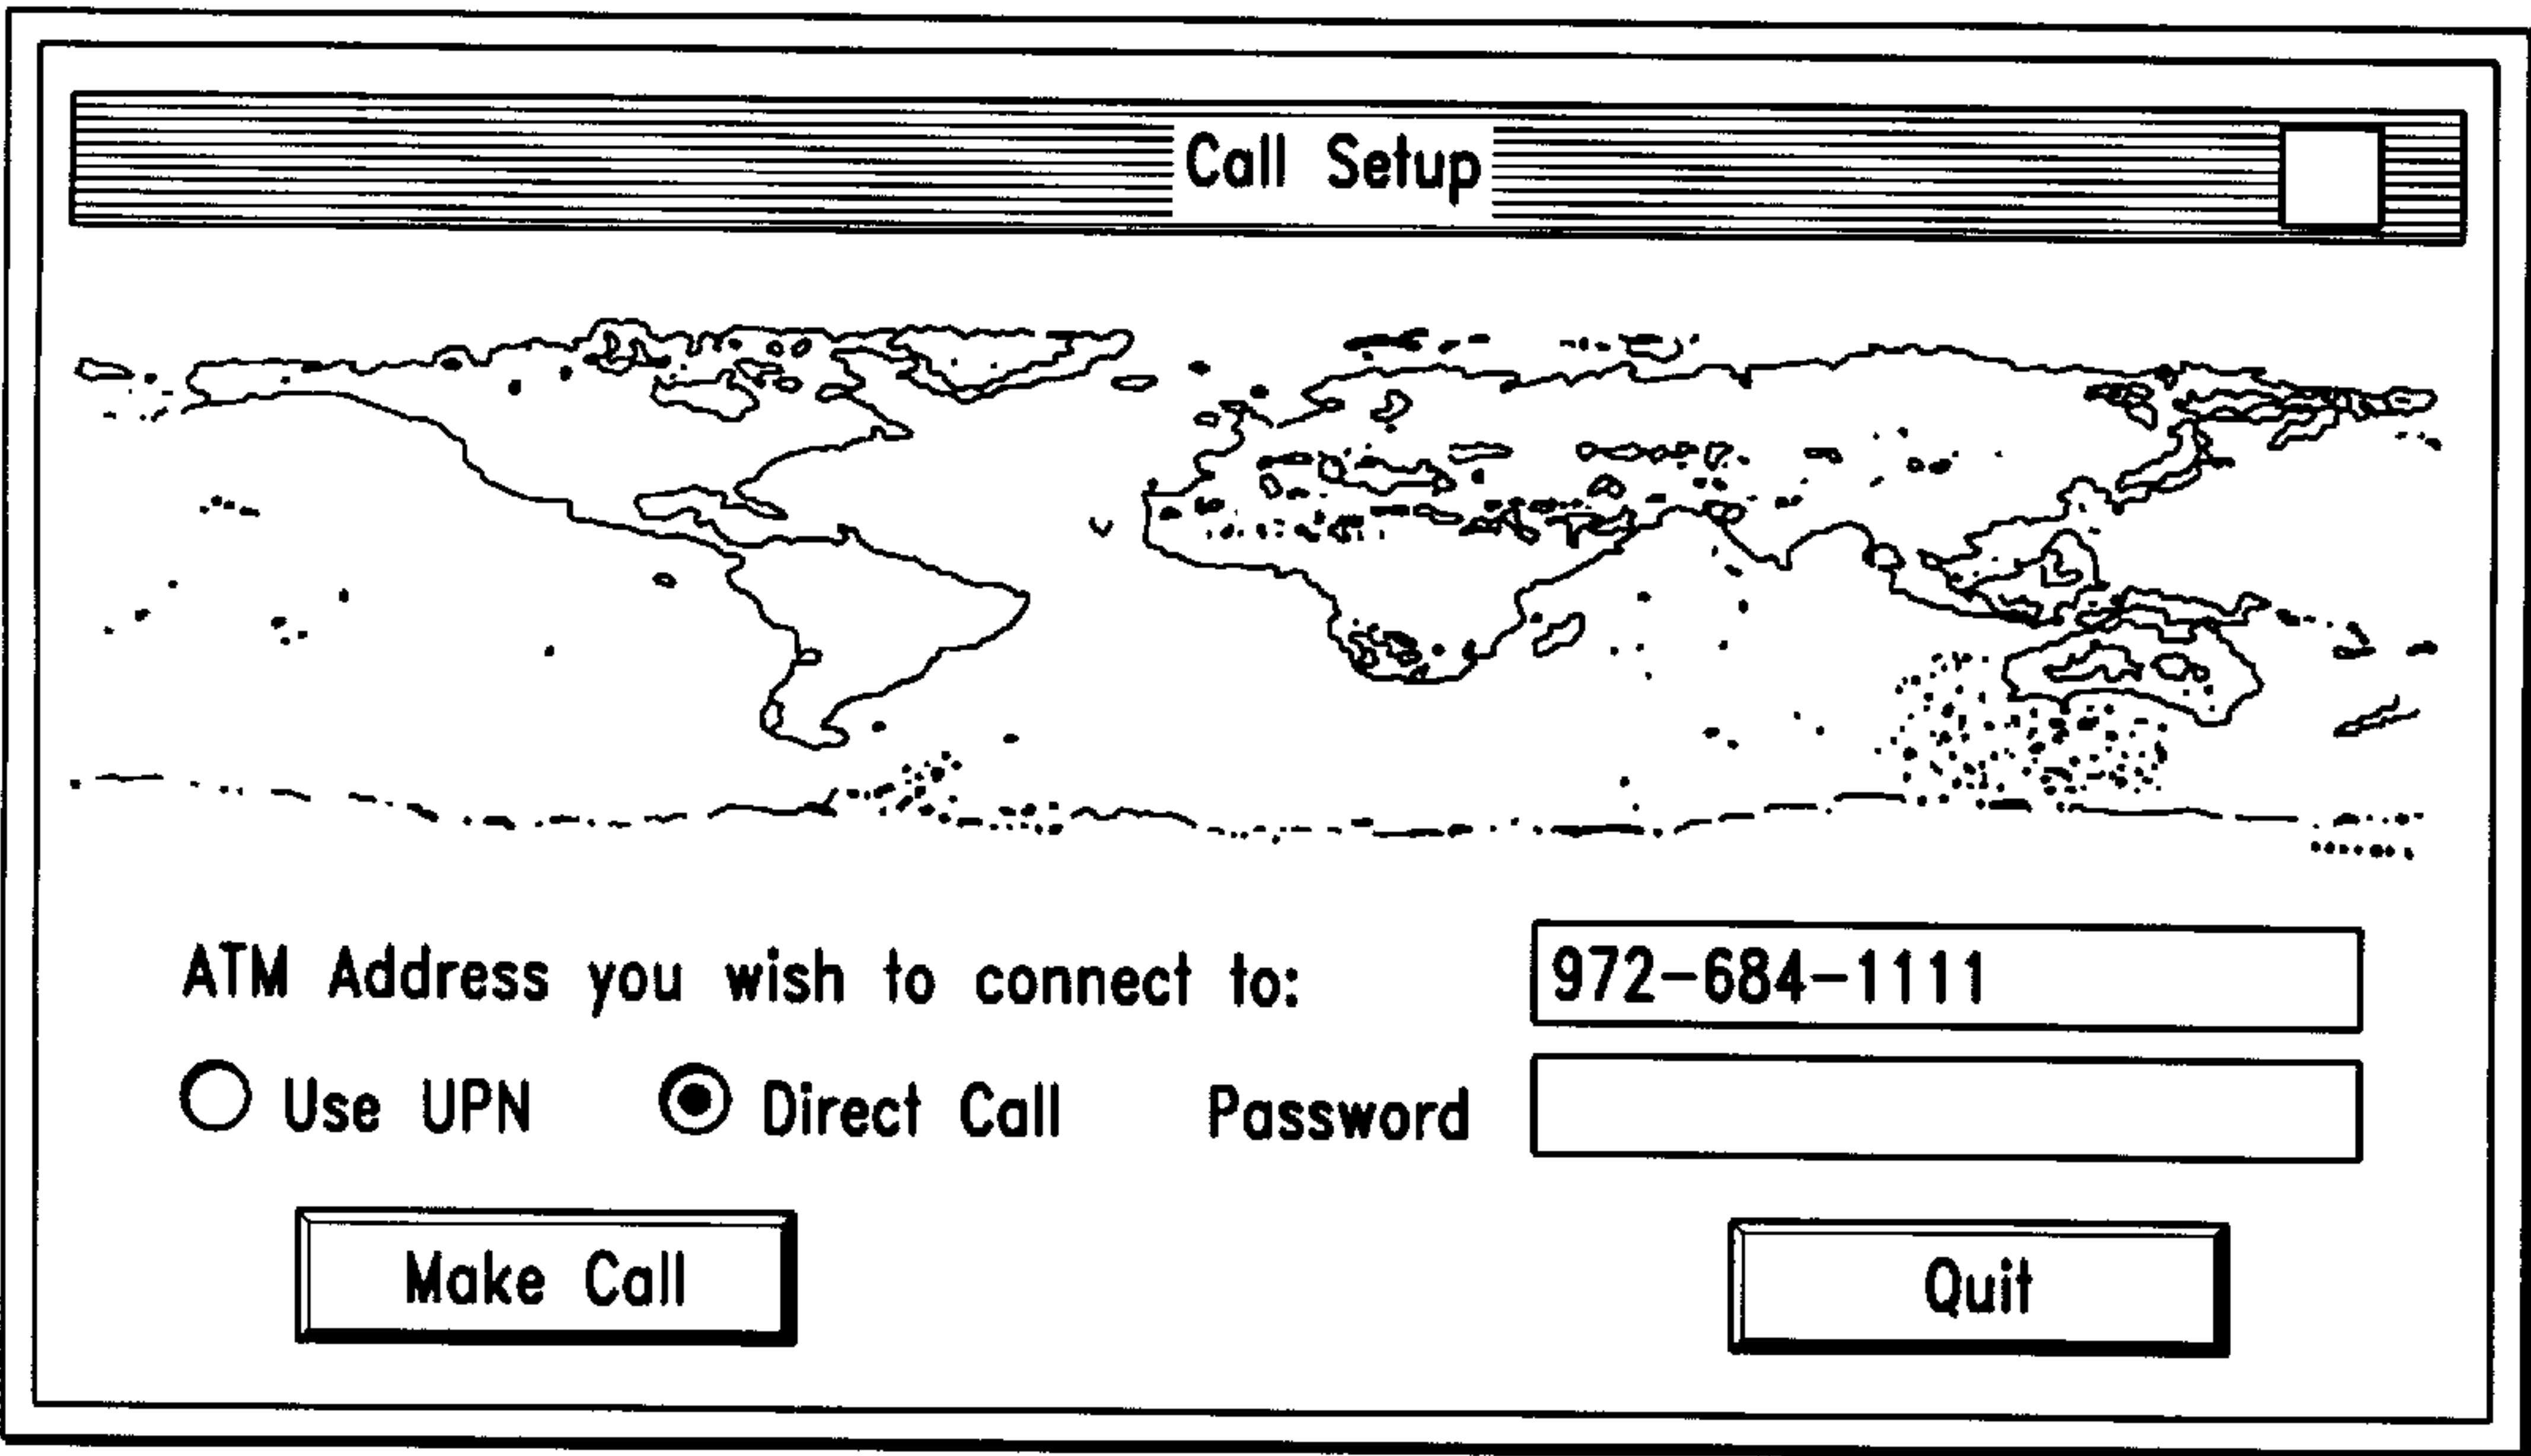 Call Setup
ATM Address you wish to connect to: 972-684-1111
Use UPN Direct Call Password
Make Call Quit